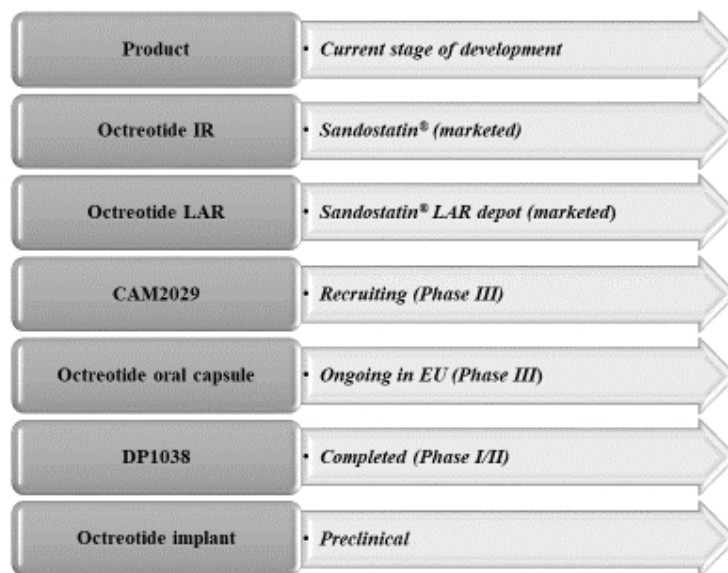 Product
• Current stage of development
Octreotide IR
• Sandostatin® (marketed)
Octreotide LAR
• Sandostatin® LAR depot (marketed)
CAM2029
• Recruiting (Phase III)
Octreotide oral capsule
• Ongoing in EU (Phase III)
DP1038
• Completed (Phase I/II)
Octreotide implant
• Preclinical